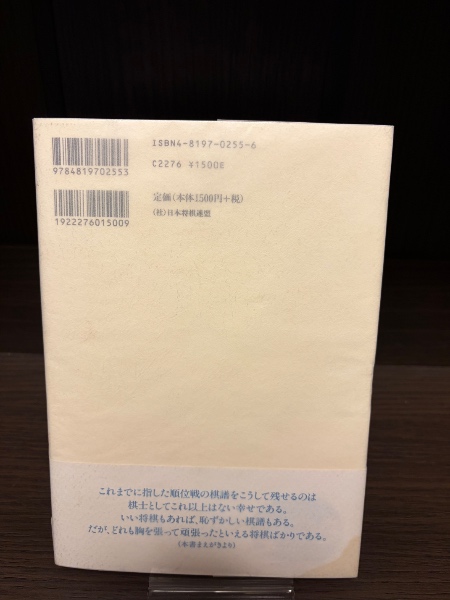 ISBN4-8197-0255-6
C2276 ¥1500E
9784819702553
定価(本体1500円+税)
(社)日本将棋連盟
1922276015009
これまでに指した順位戦の棋譜をこうして残せるのは
棋士としてこれ以上はない幸せである。
いい将棋もあれば、恥ずかしい棋譜もある。
だが、どれも胸を張って頑張ったといえる将棋ばかりである。
(本書まえがきより)